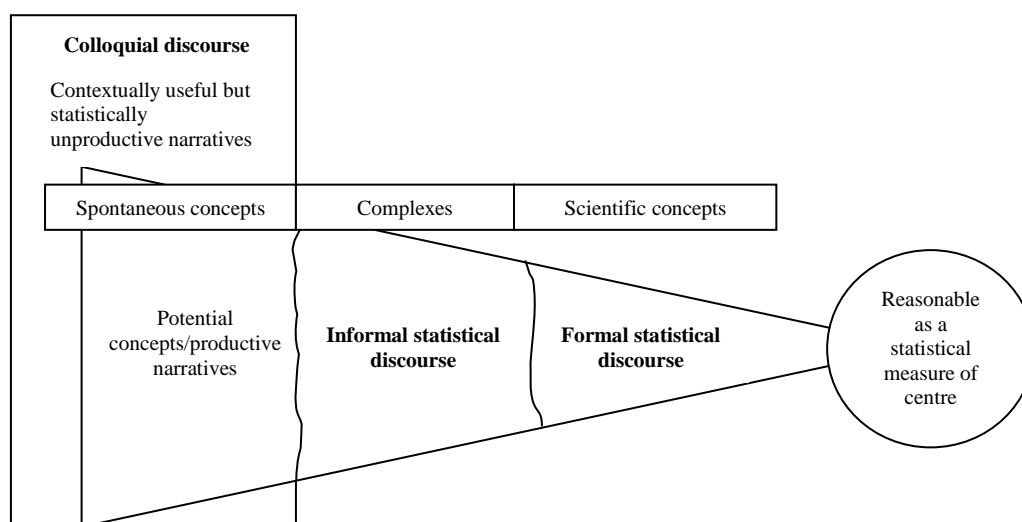 Colloquial discourse
Contextually useful but
statistically
unproductive narratives
Spontaneous concepts
Complexes
Scientific concepts
Potential
concepts/productive
narratives
Informal statistical
discourse
Formal statistical
discourse
Reasonable
as a
statistical
measure of
centre